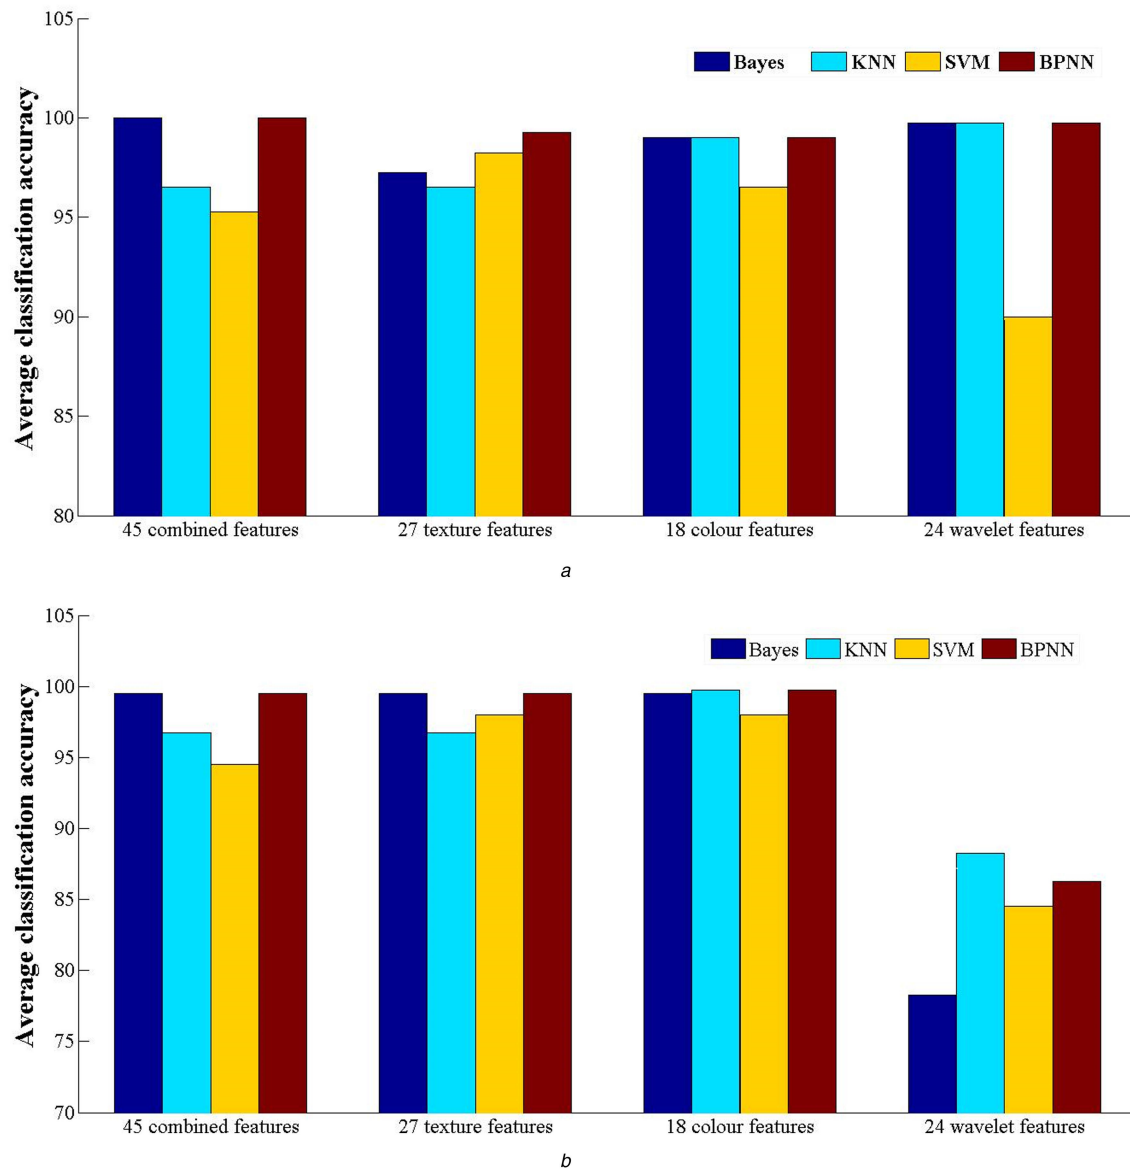 105
Bayes KNN SVM BPNN
100
95
90
85
80
Average classification accuracy
45 combined features 27 texture features 18 colour features 24 wavelet features
a
105
Bayes KNN SVM BPNN
100
95
90
85
80
75
70
Average classification accuracy
45 combined features 27 texture features 18 colour features 24 wavelet features
b